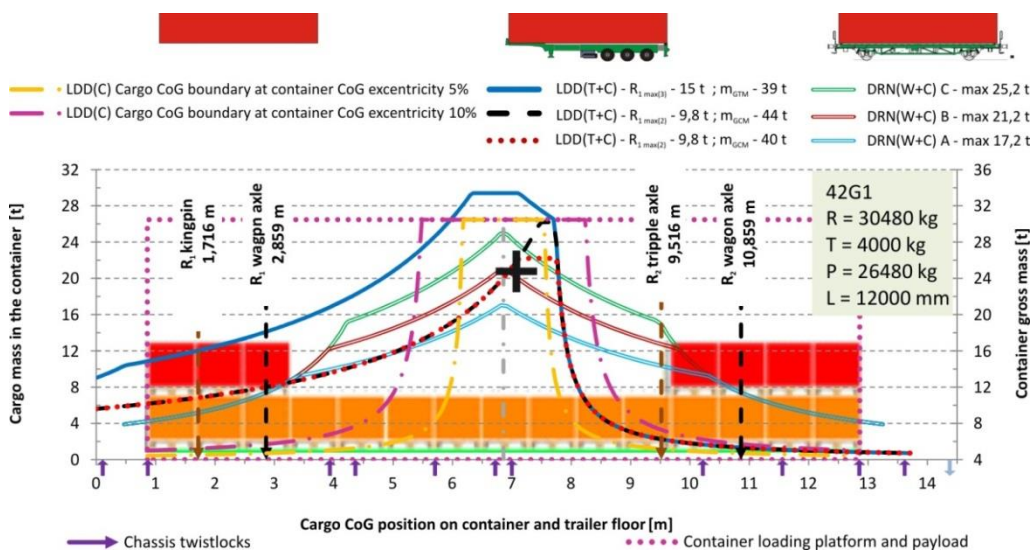 LDD(C) Cargo CoG boundary at container CoG excentricity 5%
LDD(C) Cargo CoG boundary at container CoG excentricity 10%
LDD(T+C) - R1 max(3) - 15 t ; mGTM - 39 t
LDD(T+C) - R1 max(2) - 9,8 t ; mGCM - 44 t
LDD(T+C) - R1 max(2) - 9,8 t ; mGCM - 40 t
DRN(W+C) C - max 25,2 t
DRN(W+C) B - max 21,2 t
DRN(W+C) A - max 17,2 t
Cargo mass in the container [t]
32
28
24
20
16
12
8
4
0
R1 kingpin
1,716 m
R1 wagon axle
2,859 m
R2 tripple axle
9,516 m
R2 wagon axle
10,859 m
42G1
R = 30480 kg
T = 4000 kg
P = 26480 kg
L = 12000 mm
36
32
28
24
20
16
12
8
4
Container gross mass [t]
0 1 2 3 4 5 6 7 8 9 10 11 12 13 14
Cargo CoG position on container and trailer floor [m]
Chassis twistlocks
Container loading platform and payload